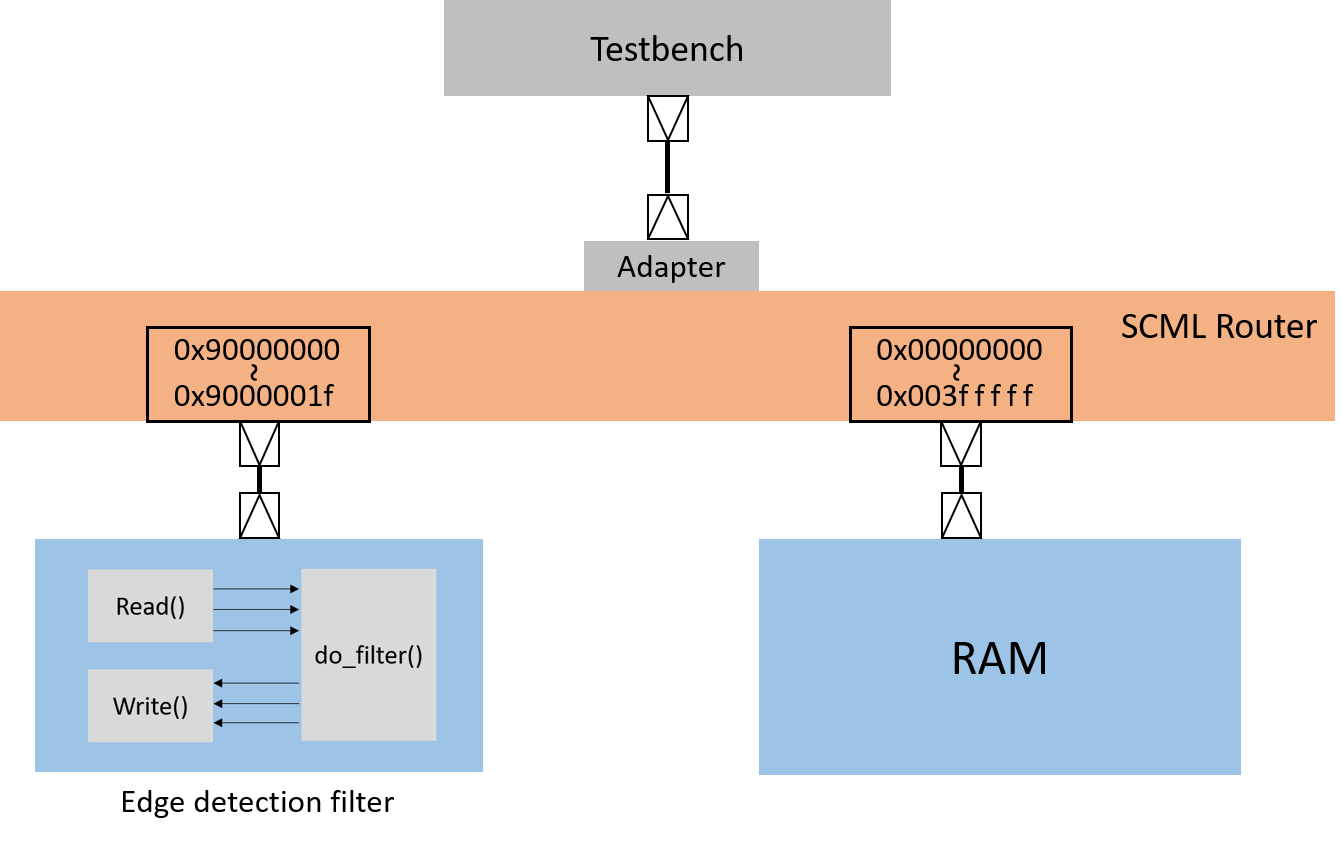 Testbench
Adapter
SCML Router
0x90000000
~
0x9000001f
0x00000000
~
0x003fffff
Read()
do_filter()
Write()
RAM
Edge detection filter